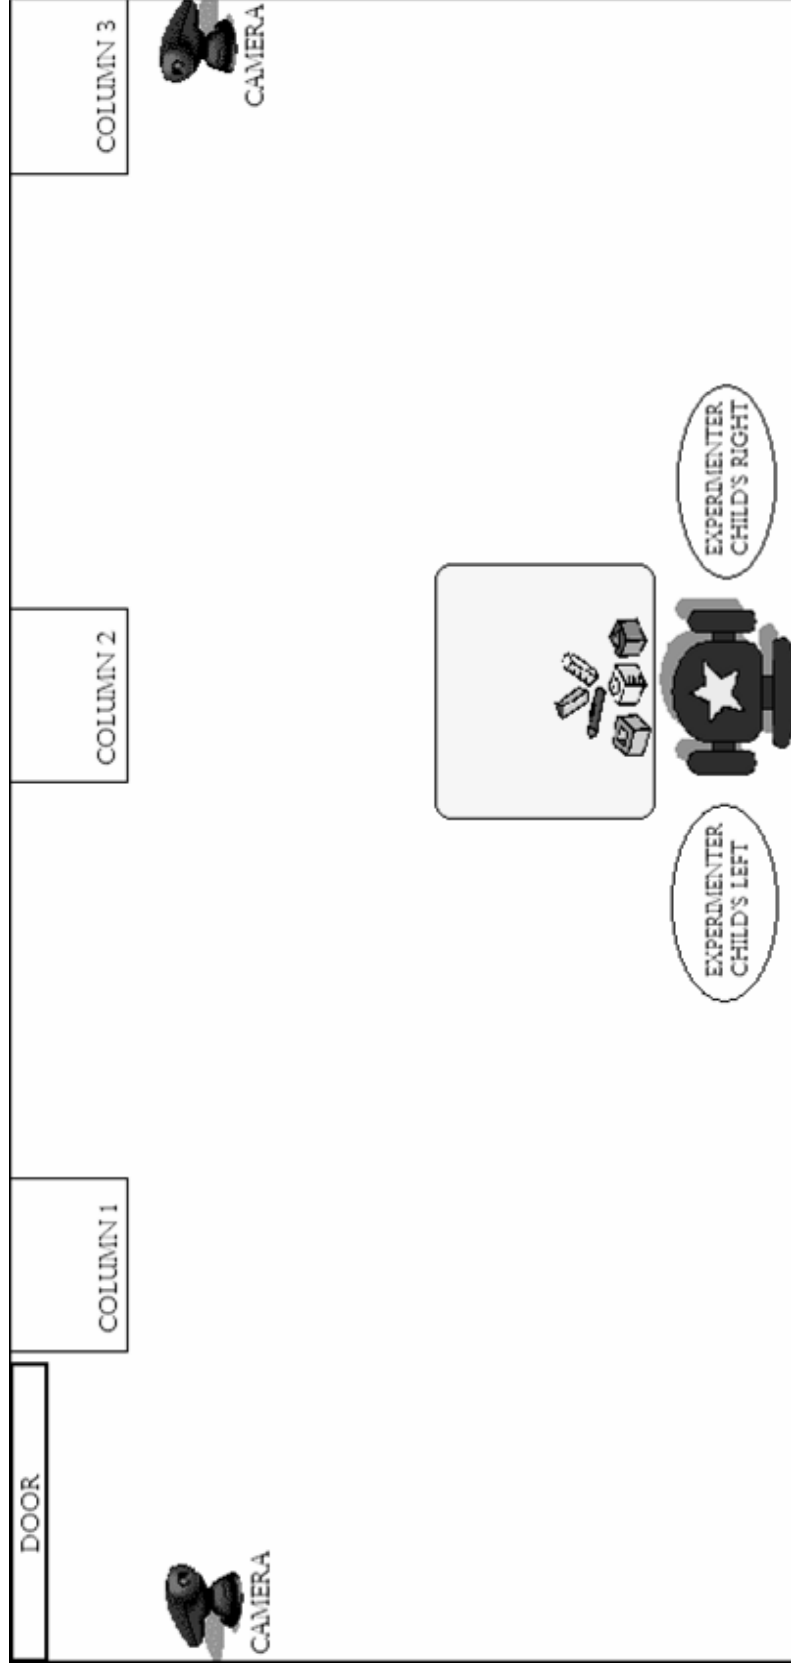 DOOR
COLUMN 1
COLUMN 2
COLUMN 3
CAMERA
CAMERA
EXPERIMENTER
CHILD'S LEFT
EXPERIMENTER
CHILD'S RIGHT